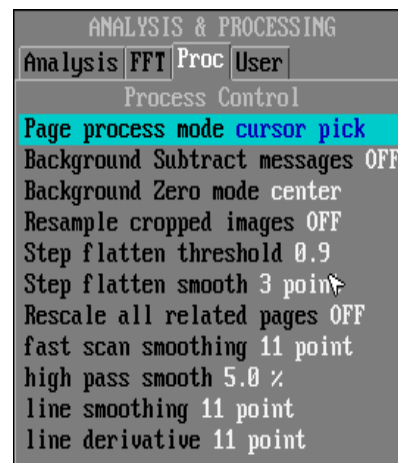 ANALYSIS & PROCESSING
Analysis FFT Proc User
Process Control
Page process mode cursor pick
Background Subtract messages OFF
Background Zero mode center
Resample cropped images OFF
Step flatten threshold 0.9
Step flatten smooth 3 point
Rescale all related pages OFF
fast scan smoothing 11 point
high pass smooth 5.0 %
line smoothing 11 point
line derivative 11 point